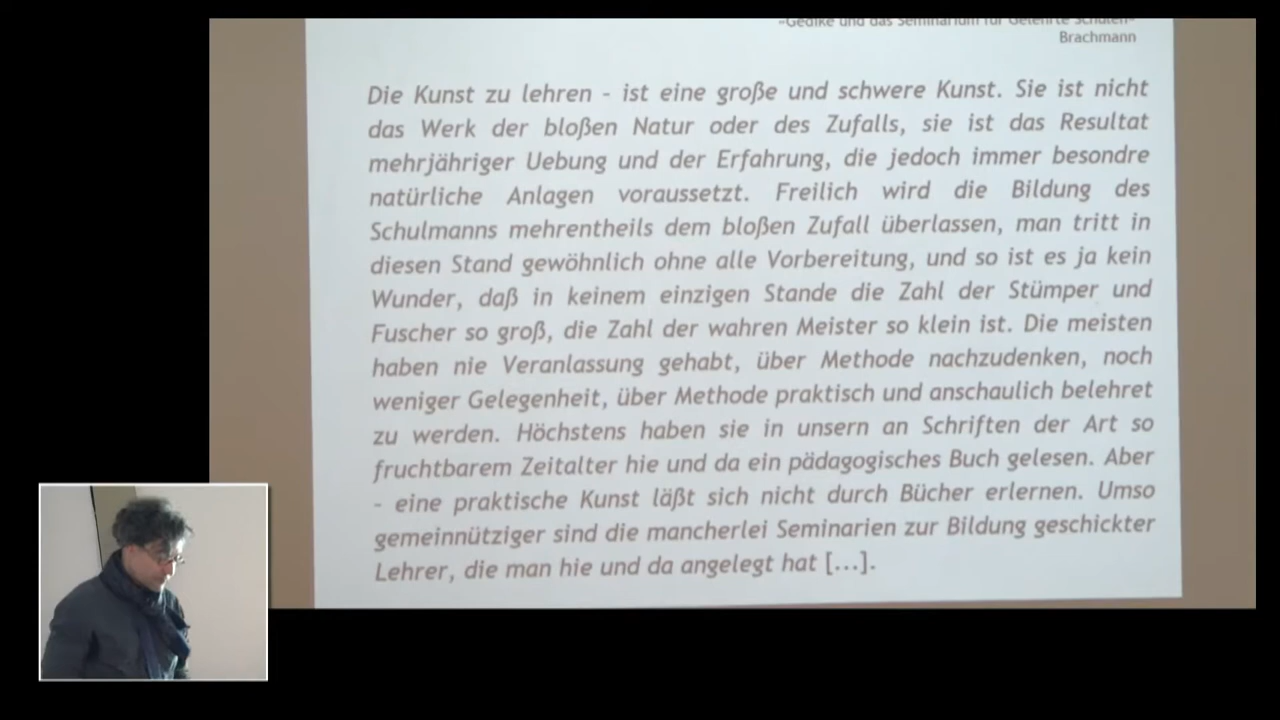 »Gedike und das Seminarium für Gelehrte Schulen«
Brachmann
Die Kunst zu lehren - ist eine große und schwere Kunst. Sie ist nicht
das Werk der bloßen Natur oder des Zufalls, sie ist das Resultat
mehrjähriger Uebung und der Erfahrung, die jedoch immer besondre
natürliche Anlagen voraussetzt. Freilich wird die Bildung des
Schulmanns mehrentheils dem bloßen Zufall überlassen, man tritt in
diesen Stand gewöhnlich ohne alle Vorbereitung, und so ist es ja kein
Wunder, daß in keinem einzigen Stande die Zahl der Stümper und
Fuscher so groß, die Zahl der wahren Meister so klein ist. Die meisten
haben nie Veranlassung gehabt, über Methode nachzudenken, noch
weniger Gelegenheit, über Methode praktisch und anschaulich belehret
zu werden. Höchstens haben sie in unsern an Schriften der Art so
fruchtbarem Zeitalter hie und da ein pädagogisches Buch gelesen. Aber
- eine praktische Kunst läßt sich nicht durch Bücher erlernen. Umso
gemeinnütziger sind die mancherlei Seminarien zur Bildung geschickter
Lehrer, die man hie und da angelegt hat [...].